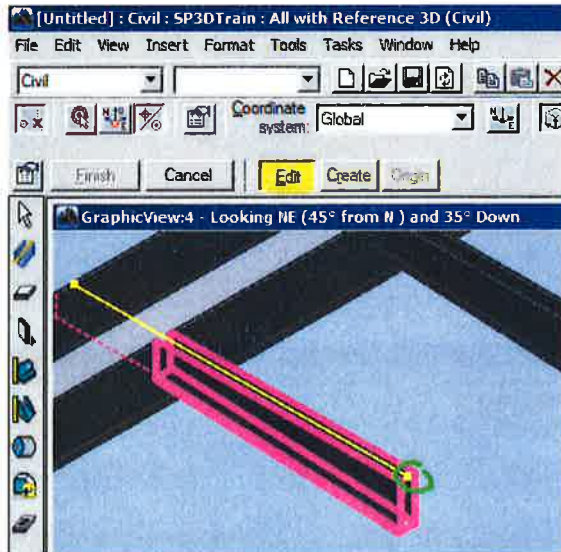 [Untitled] : Civil : SP3DTrain : All with Reference 3D (Civil)
File Edit View Insert Format Tools Tasks Window Help
Civil
Coordinate system: Global
Finish Cancel Edit Create Origin
GraphicView:4 - Looking NE (45° from N ) and 35° Down